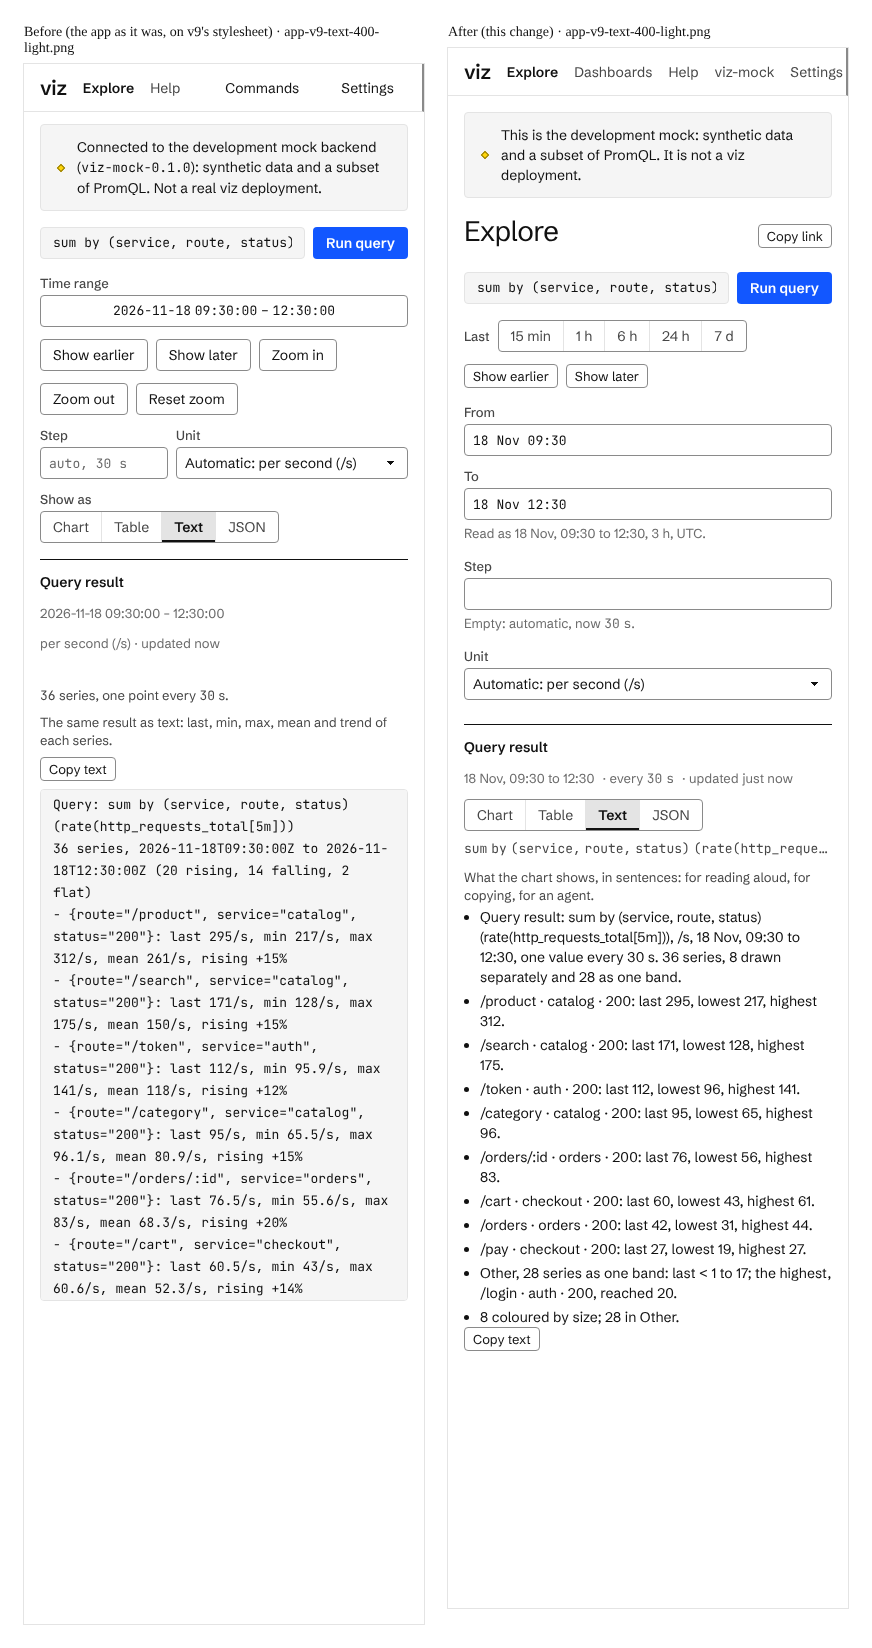 Before (the app as it was, on v9's stylesheet) · app-v9-text-400-
light.png
viz Explore Help Commands Settings
Connected to the development mock backend
(viz-mock-0.1.0): synthetic data and a subset
of PromQL. Not a real viz deployment.
sum by (service, route, status)
Run query
Time range
2026-11-18 09:30:00 – 12:30:00
Show earlier Show later Zoom in
Zoom out Reset zoom
Step Unit
auto, 30 s Automatic: per second (/s)
Show as
Chart Table Text JSON
Query result
2026-11-18 09:30:00 – 12:30:00
per second (/s) · updated now
36 series, one point every 30 s.
The same result as text: last, min, max, mean and trend of
each series.
Copy text
Query: sum by (service, route, status)
(rate(http_requests_total[5m]))
36 series, 2026-11-18T09:30:00Z to 2026-11-
18T12:30:00Z (20 rising, 14 falling, 2
flat)
- {route="/product", service="catalog",
status="200"}: last 295/s, min 217/s, max
312/s, mean 261/s, rising +15%
- {route="/search", service="catalog",
status="200"}: last 171/s, min 128/s, max
175/s, mean 150/s, rising +15%
- {route="/token", service="auth",
status="200"}: last 112/s, min 95.9/s, max
141/s, mean 118/s, rising +12%
- {route="/category", service="catalog",
status="200"}: last 95/s, min 65.5/s, max
96.1/s, mean 80.9/s, rising +15%
- {route="/orders/:id", service="orders",
status="200"}: last 76.5/s, min 55.6/s, max
83/s, mean 68.3/s, rising +20%
- {route="/cart", service="checkout",
status="200"}: last 60.5/s, min 43/s, max
60.6/s, mean 52.3/s, rising +14%
After (this change) · app-v9-text-400-light.png
viz Explore Dashboards Help viz-mock Settings
This is the development mock: synthetic data
and a subset of PromQL. It is not a viz
deployment.
Explore
Copy link
sum by (service, route, status)
Run query
Last 15 min 1 h 6 h 24 h 7 d
Show earlier Show later
From
18 Nov 09:30
To
18 Nov 12:30
Read as 18 Nov, 09:30 to 12:30, 3 h, UTC.
Step
Empty: automatic, now 30 s.
Unit
Automatic: per second (/s)
Query result
18 Nov, 09:30 to 12:30 · every 30 s · updated just now
Chart Table Text JSON
sum by (service, route, status) (rate(http_reque…
What the chart shows, in sentences: for reading aloud, for
copying, for an agent.
• Query result: sum by (service, route, status)
(rate(http_requests_total[5m])), /s, 18 Nov, 09:30 to
12:30, one value every 30 s. 36 series, 8 drawn
separately and 28 as one band.
• /product · catalog · 200: last 295, lowest 217, highest
312.
• /search · catalog · 200: last 171, lowest 128, highest
175.
• /token · auth · 200: last 112, lowest 96, highest 141.
• /category · catalog · 200: last 95, lowest 65, highest
96.
• /orders/:id · orders · 200: last 76, lowest 56, highest
83.
• /cart · checkout · 200: last 60, lowest 43, highest 61.
• /orders · orders · 200: last 42, lowest 31, highest 44.
• /pay · checkout · 200: last 27, lowest 19, highest 27.
• Other, 28 series as one band: last < 1 to 17; the highest,
/login · auth · 200, reached 20.
• 8 coloured by size; 28 in Other.
Copy text